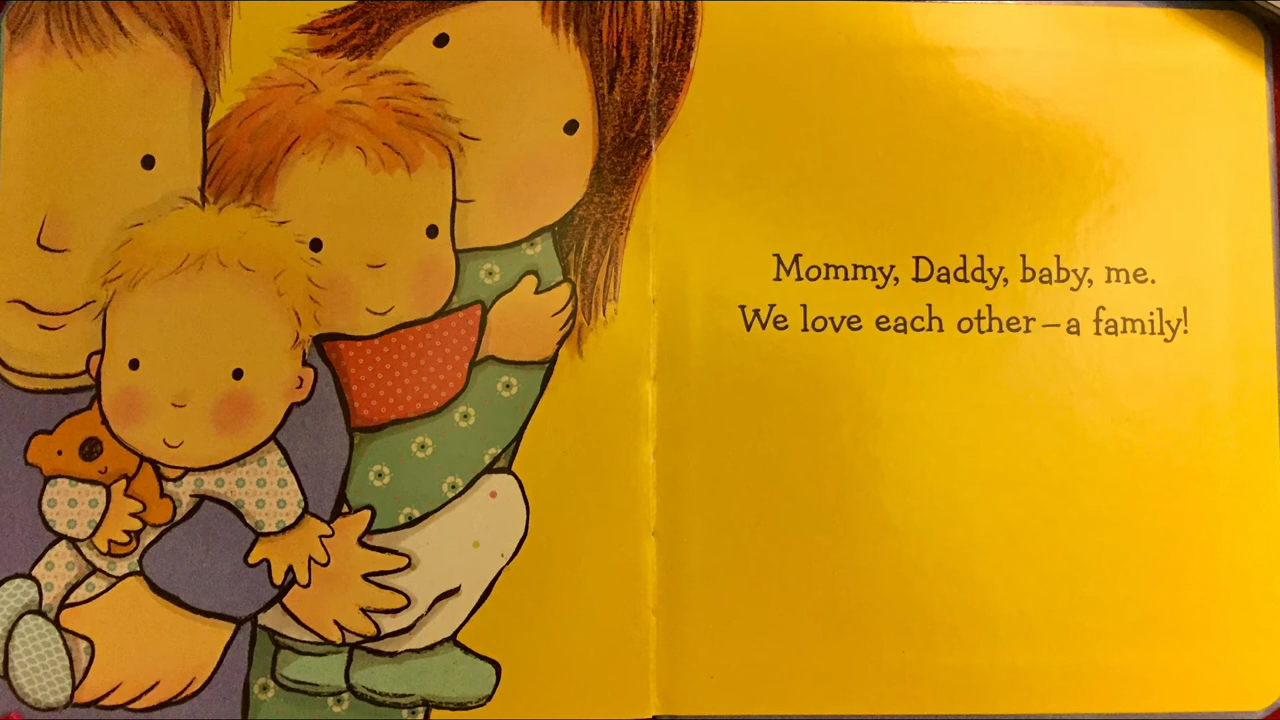 Mommy, Daddy, baby, me.
We love each other – a family!